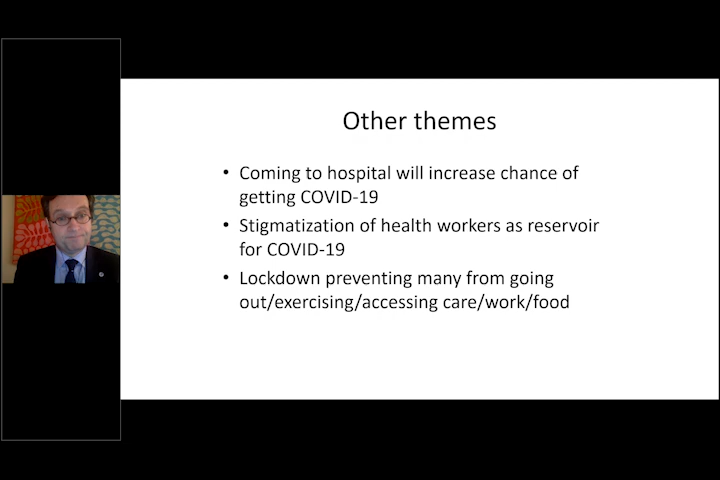 Other themes
• Coming to hospital will increase chance of
getting COVID-19
• Stigmatization of health workers as reservoir
for COVID-19
• Lockdown preventing many from going
out/exercising/accessing care/work/food